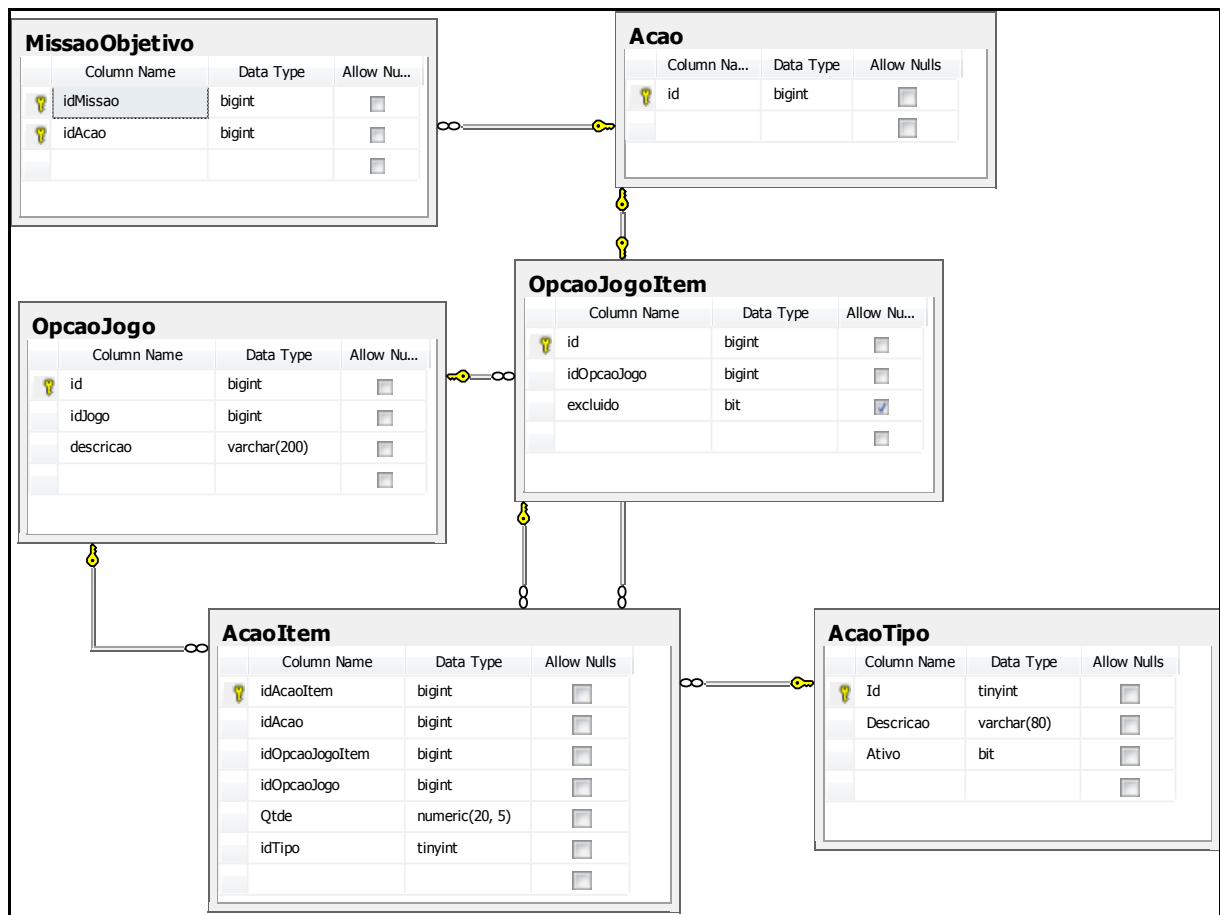 MissaoObjetivo
Column Name Data Type Allow Nu...
idMissao bigint
idAcao bigint
Acao
Column Na... Data Type Allow Nulls
id bigint
OpcaoJogoItem
Column Name Data Type Allow Nu...
id bigint
idOpcaoJogo bigint
excluido bit
OpcaoJogo
Column Name Data Type Allow Nu...
id bigint
idJogo bigint
descricao varchar(200)
AcaoItem
Column Name Data Type Allow Nulls
idAcaoItem bigint
idAcao bigint
idOpcaoJogoItem bigint
idOpcaoJogo bigint
Qtde numeric(20, 5)
idTipo tinyint
AcaoTipo
Column Name Data Type Allow Nulls
Id tinyint
Descricao varchar(80)
Ativo bit